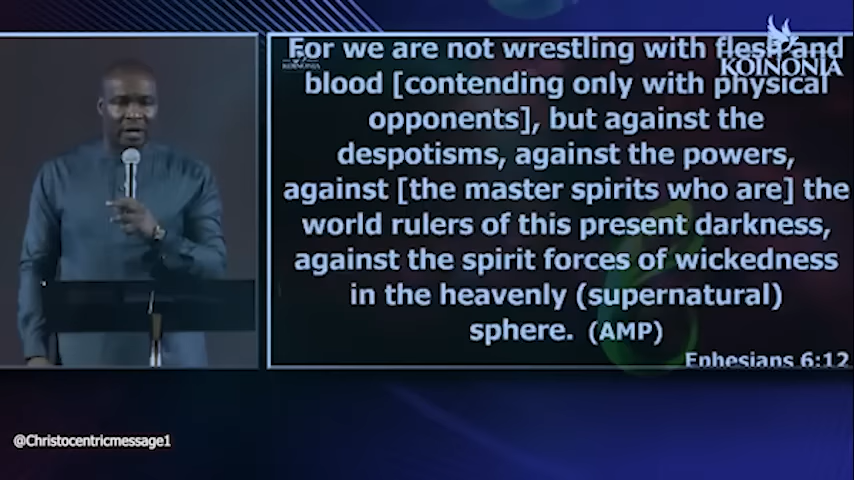 For we are not wrestling with flesh and
KOINONIA
KOINONIA
blood [contending only with physical
opponents], but against the
despotisms, against the powers,
against [the master spirits who are] the
world rulers of this present darkness,
against the spirit forces of wickedness
in the heavenly (supernatural)
sphere. (AMP)
Ephesians 6:12
@Christocentricmessage1